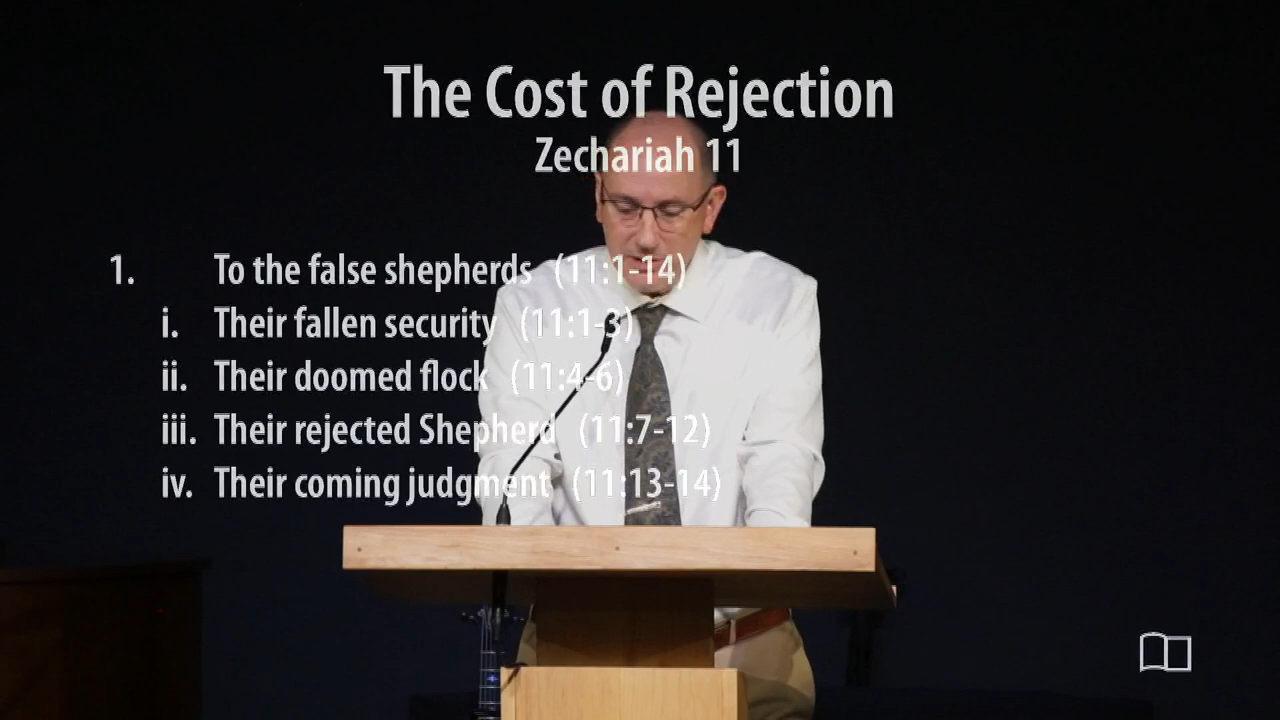 The Cost of Rejection
Zechariah 11
1. To the false shepherds (11:1-14)
i. Their fallen security (11:1-3)
ii. Their doomed flock (11:4-6)
iii. Their rejected Shepherd (11:7-12)
iv. Their coming judgment (11:13-14)